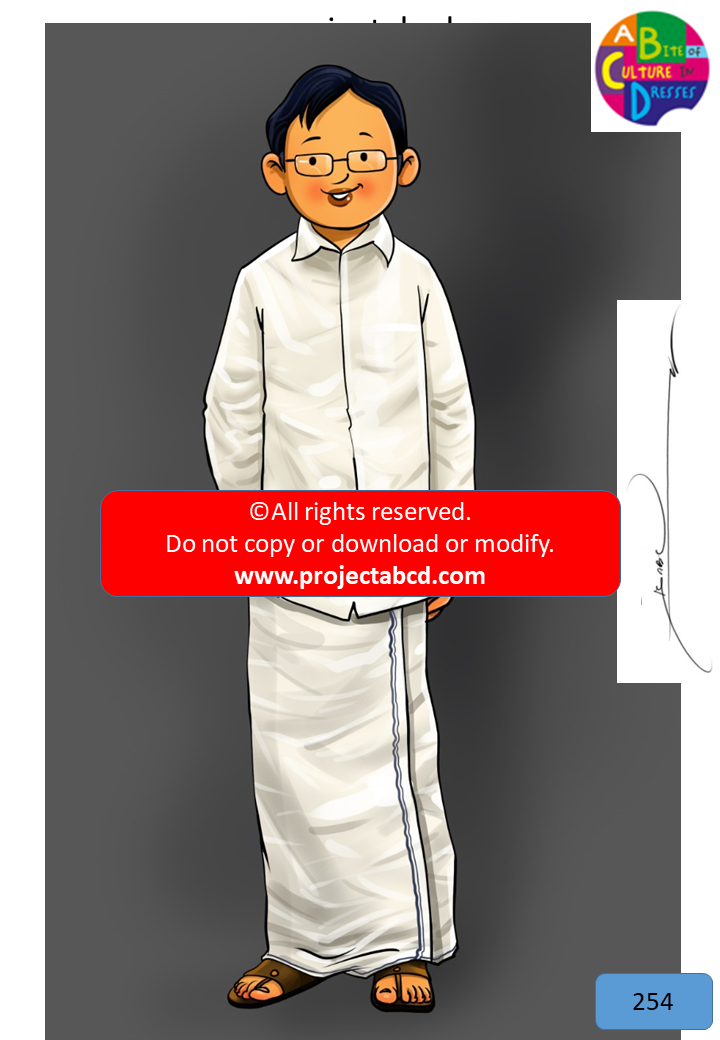 A BITE OF
CULTURE IN
DRESSES
©All rights reserved.
Do not copy or download or modify.
www.projectabcd.com
254